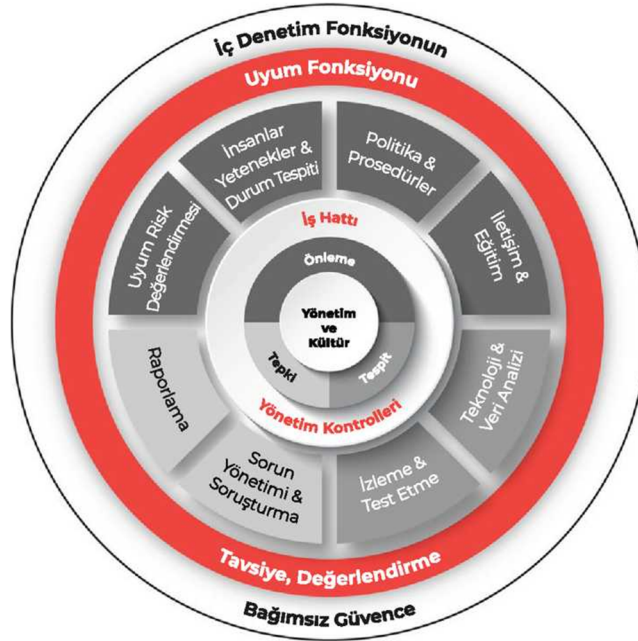 İç Denetim Fonksiyonun
Uyum Fonksiyonu
İnsanlar
Yetenekler &
Durum Tespiti
Politika &
Prosedürler
Uyum Risk
Değerlendirmesi
İletişim &
Eğitim
İş Hattı
Önleme
Yönetim
ve
Kültür
Tepki
Tespit
Yönetim Kontrolleri
Raporlama
Teknoloji &
Veri Analizi
Sorun
Yönetimi &
Soruşturma
İzleme &
Test Etme
Tavsiye, Değerlendirme
Bağımsız Güvence